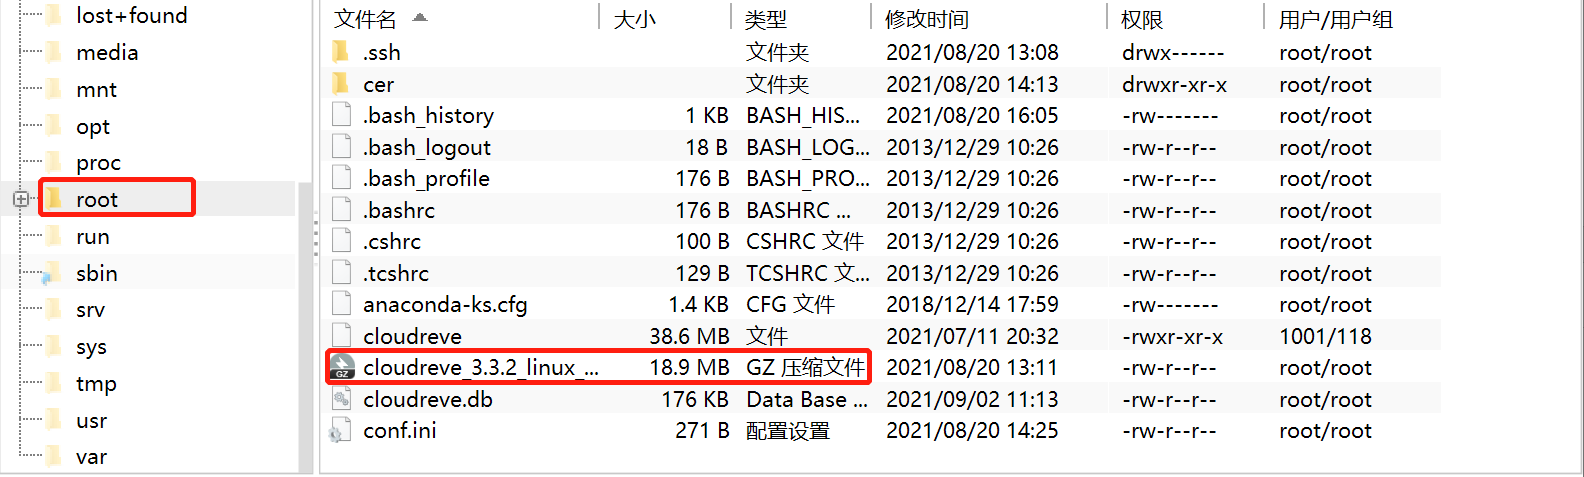 lost+found
media
mnt
opt
proc
root
run
sbin
srv
sys
tmp
usr
var
文件名 大小 类型 修改时间 权限 用户/用户组
.ssh 文件夹 2021/08/20 13:08 drwx------ root/root
cer 文件夹 2021/08/20 14:13 drwxr-xr-x root/root
.bash_history 1 KB BASH_HIS... 2021/08/20 16:05 -rw------- root/root
.bash_logout 18 B BASH_LOG... 2013/12/29 10:26 -rw-r--r-- root/root
.bash_profile 176 B BASH_PRO... 2013/12/29 10:26 -rw-r--r-- root/root
.bashrc 176 B BASHRC ... 2013/12/29 10:26 -rw-r--r-- root/root
.cshrc 100 B CSHRC 文件 2013/12/29 10:26 -rw-r--r-- root/root
.tcshrc 129 B TCSHRC 文... 2013/12/29 10:26 -rw-r--r-- root/root
anaconda-ks.cfg 1.4 KB CFG 文件 2018/12/14 17:59 -rw------- root/root
cloudreve 38.6 MB 文件 2021/07/11 20:32 -rwxr-xr-x 1001/118
GZ cloudreve_3.3.2_linux_... 18.9 MB GZ 压缩文件 2021/08/20 13:11 -rw-r--r-- root/root
cloudreve.db 176 KB Data Base ... 2021/09/02 11:13 -rw-r--r-- root/root
conf.ini 271 B 配置设置 2021/08/20 14:25 -rw-r--r-- root/root